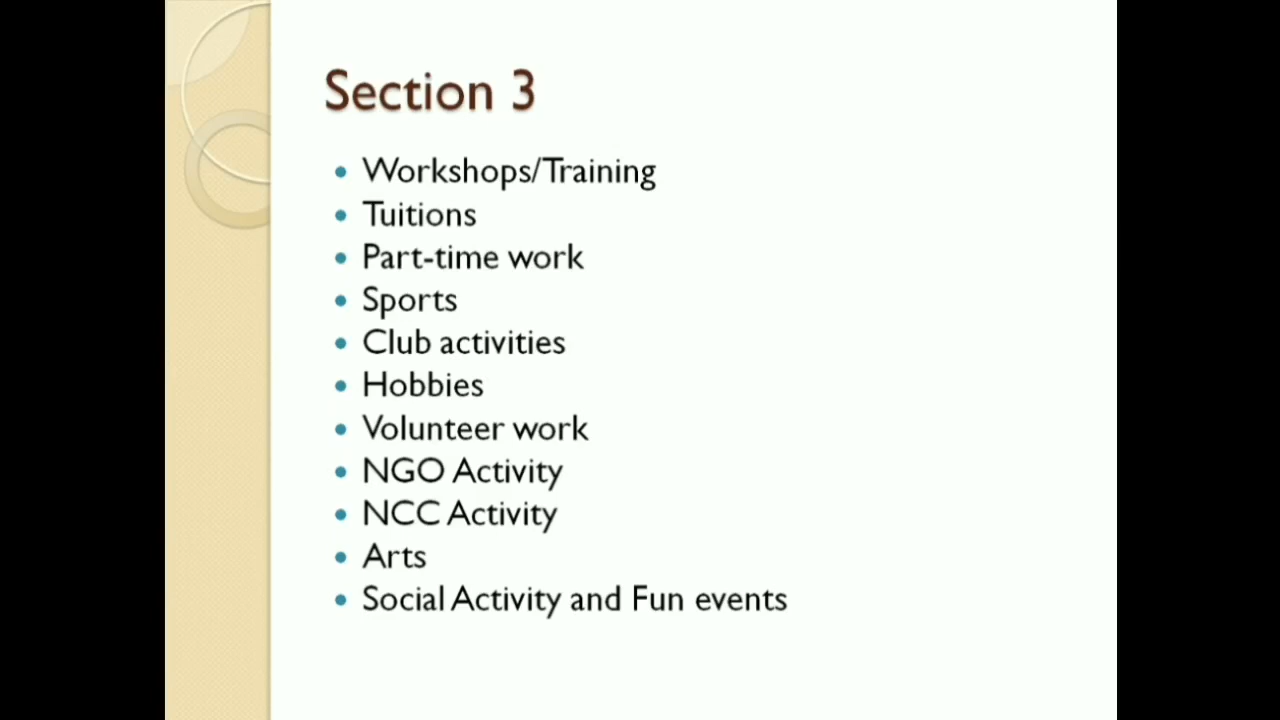 Section 3
• Workshops/Training
• Tuitions
• Part-time work
• Sports
• Club activities
• Hobbies
• Volunteer work
• NGO Activity
• NCC Activity
• Arts
• Social Activity and Fun events